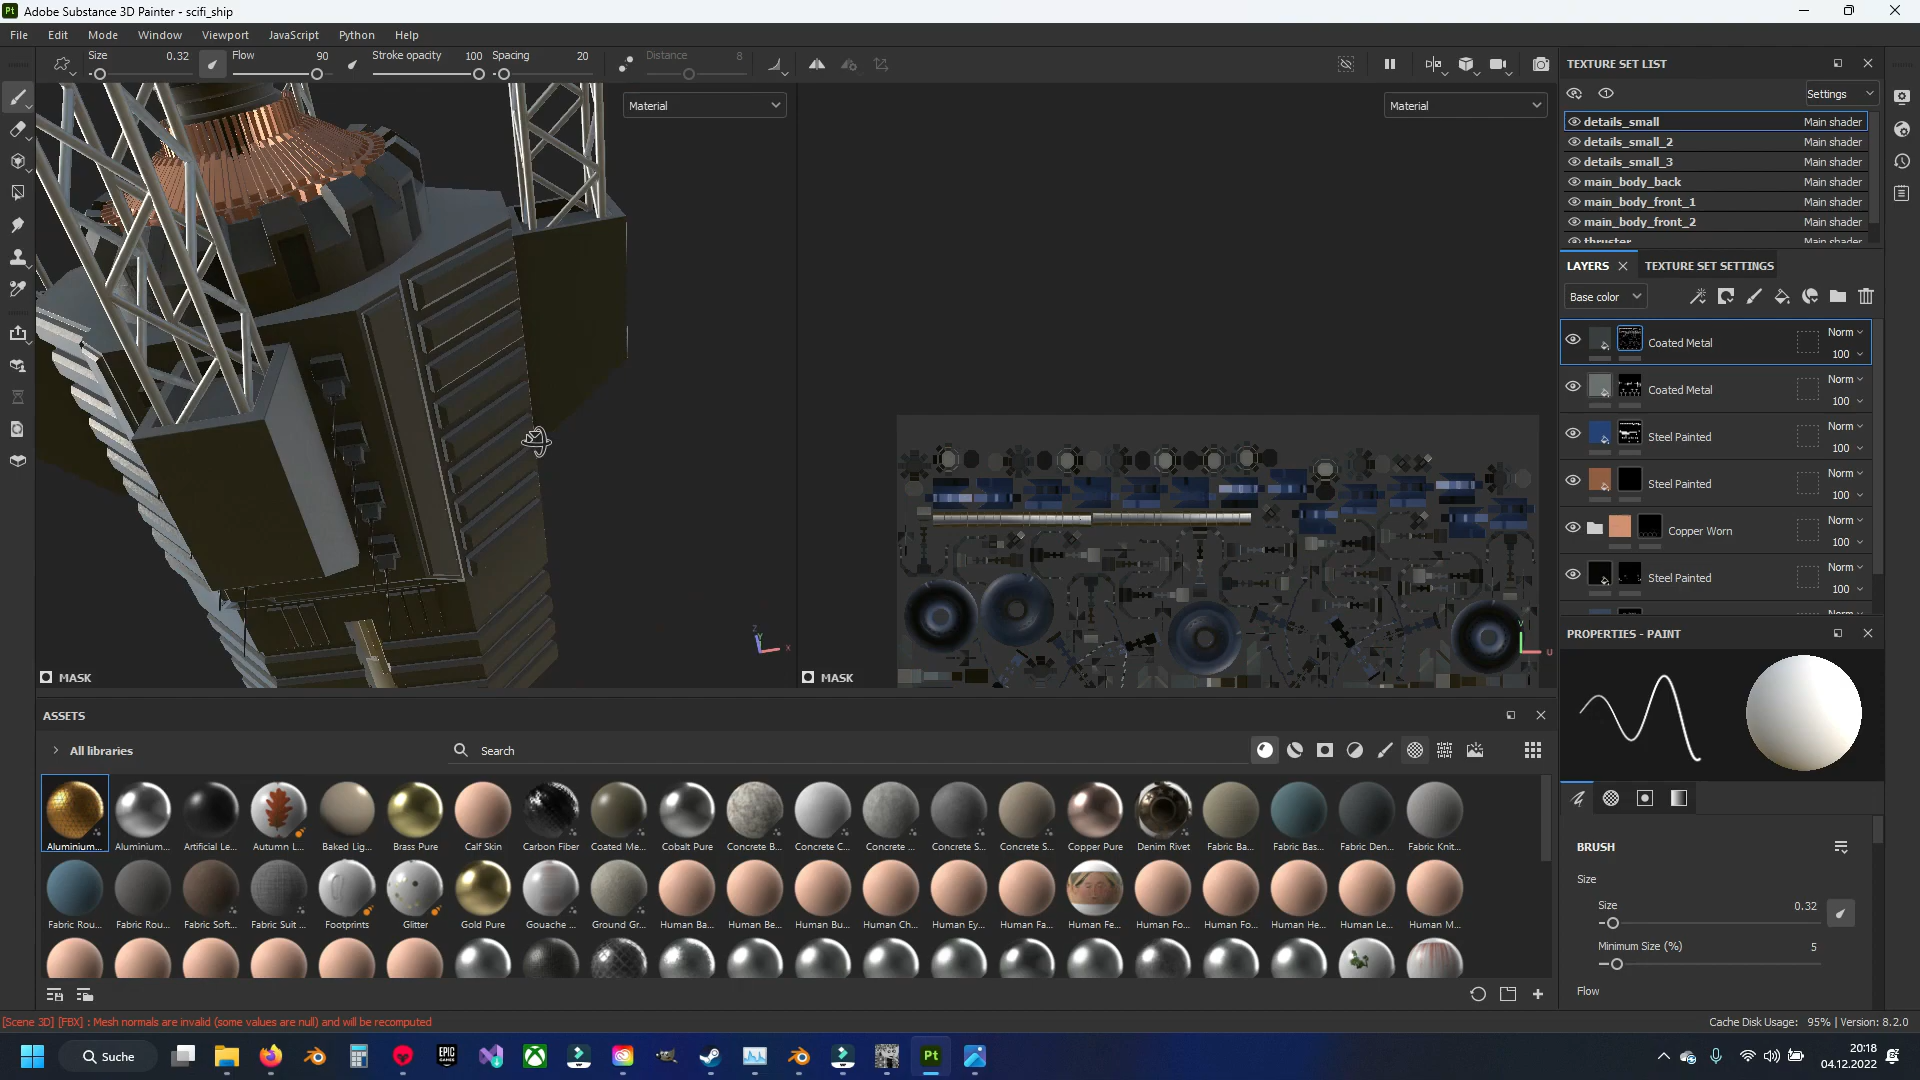 Adobe Substance 3D Painter - scifi_ship
File Edit Mode Window Viewport JavaScript Python Help
Size 0.32 Flow 90 Stroke opacity 100 Spacing 20 Distance 8
Material
Material
MASK
MASK
TEXTURE SET LIST
Settings
details_small Main shader
details_small_2 Main shader
details_small_3 Main shader
main_body_back Main shader
main_body_front_1 Main shader
main_body_front_2 Main shader
thruster Main shader
LAYERS TEXTURE SET SETTINGS
Base color
Coated Metal Norm 100
Coated Metal Norm 100
Steel Painted Norm 100
Steel Painted Norm 100
Copper Worn Norm 100
Steel Painted Norm 100
PROPERTIES - PAINT
BRUSH
Size
Size 0.32
Minimum Size (%) 5
Flow
ASSETS
All libraries Search
Aluminium... Aluminium... Artificial Le... Autumn L... Baked Lig... Brass Pure Calf Skin Carbon Fiber Coated Me... Cobalt Pure Concrete B... Concrete C... Concrete ... Concrete S... Concrete S... Copper Pure Denim Rivet Fabric Ba... Fabric Bas... Fabric Den... Fabric Knit...
Fabric Rou... Fabric Rou... Fabric Soft... Fabric Suit ... Footprints Glitter Gold Pure Gouache ... Ground Gr... Human Ba... Human Be... Human Bu... Human Ch... Human Ey... Human Fa... Human Fe... Human Fo... Human Fo... Human He... Human Le... Human M...
[Scene 3D] [FBX] : Mesh normals are invalid (some values are null) and will be recomputed
Cache Disk Usage: 95% | Version: 8.2.0
Suche
EPIC GAMES
Pt
20:18
04.12.2022